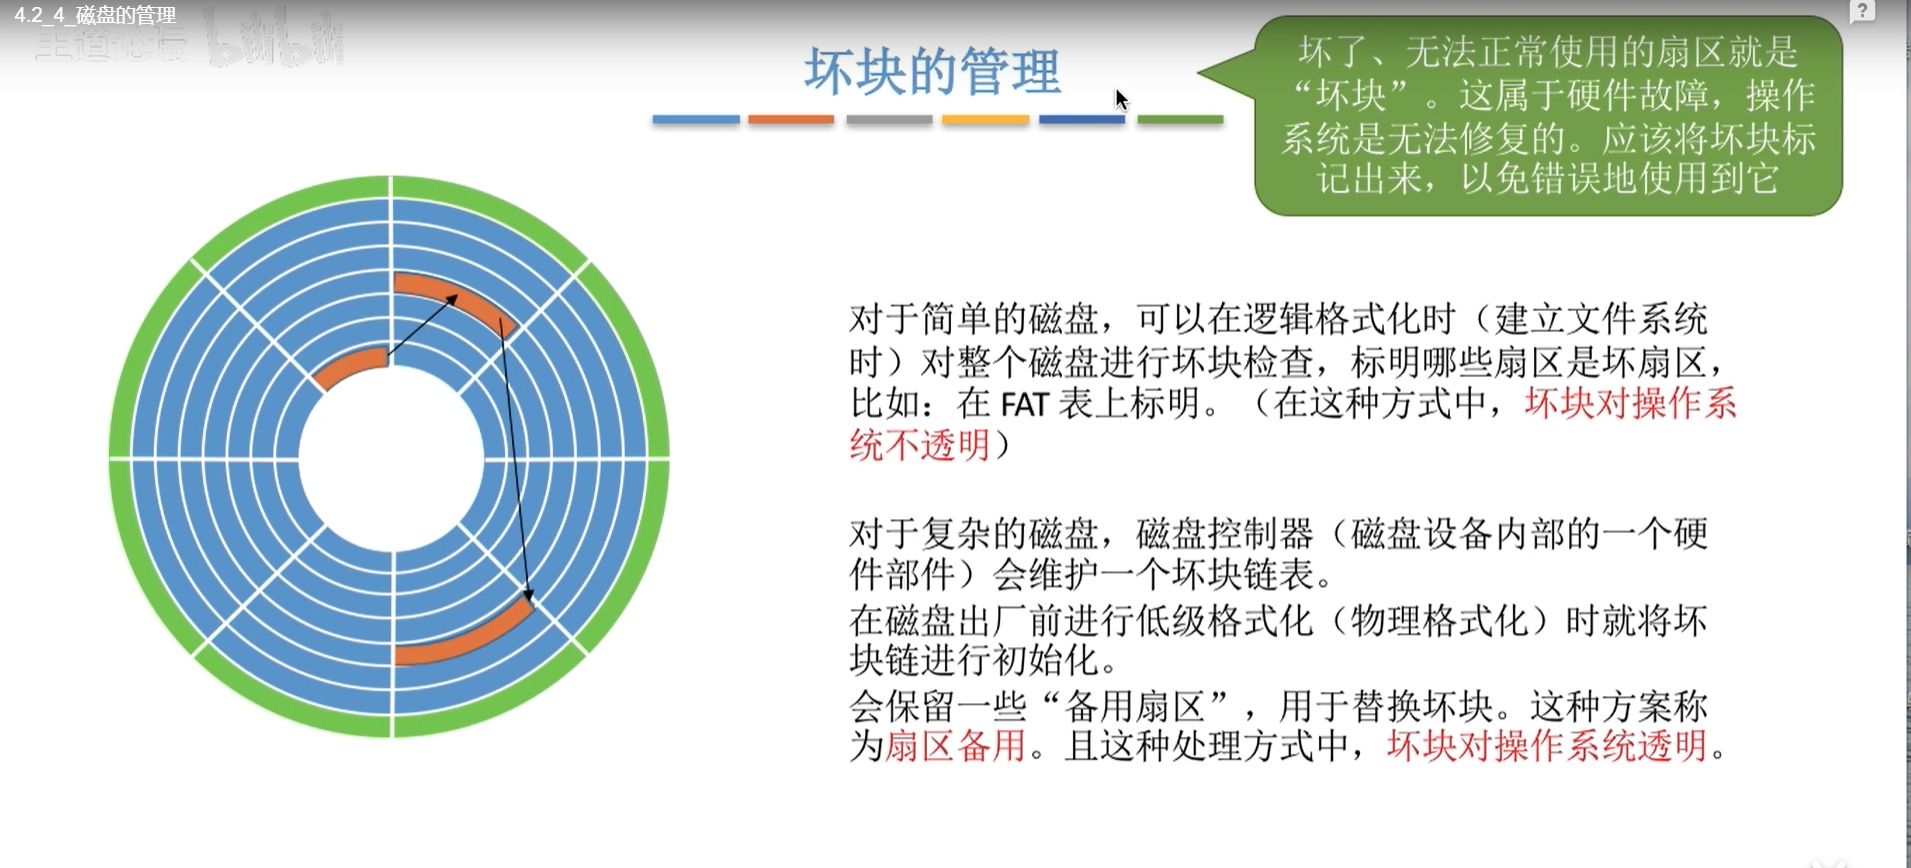 4.2_4_磁盘的管理
王道论坛 bilibili
坏块的管理
坏了、无法正常使用的扇区就是
“坏块”。这属于硬件故障，操作
系统是无法修复的。应该将坏块标
记出来，以免错误地使用到它
对于简单的磁盘，可以在逻辑格式化时（建立文件系统
时）对整个磁盘进行坏块检查，标明哪些扇区是坏扇区，
比如：在 FAT 表上标明。（在这种方式中，坏块对操作系
统不透明）
对于复杂的磁盘，磁盘控制器（磁盘设备内部的一个硬
件部件）会维护一个坏块链表。
在磁盘出厂前进行低级格式化（物理格式化）时就将坏
块链进行初始化。
会保留一些“备用扇区”，用于替换坏块。这种方案称
为扇区备用。且这种处理方式中，坏块对操作系统透明。